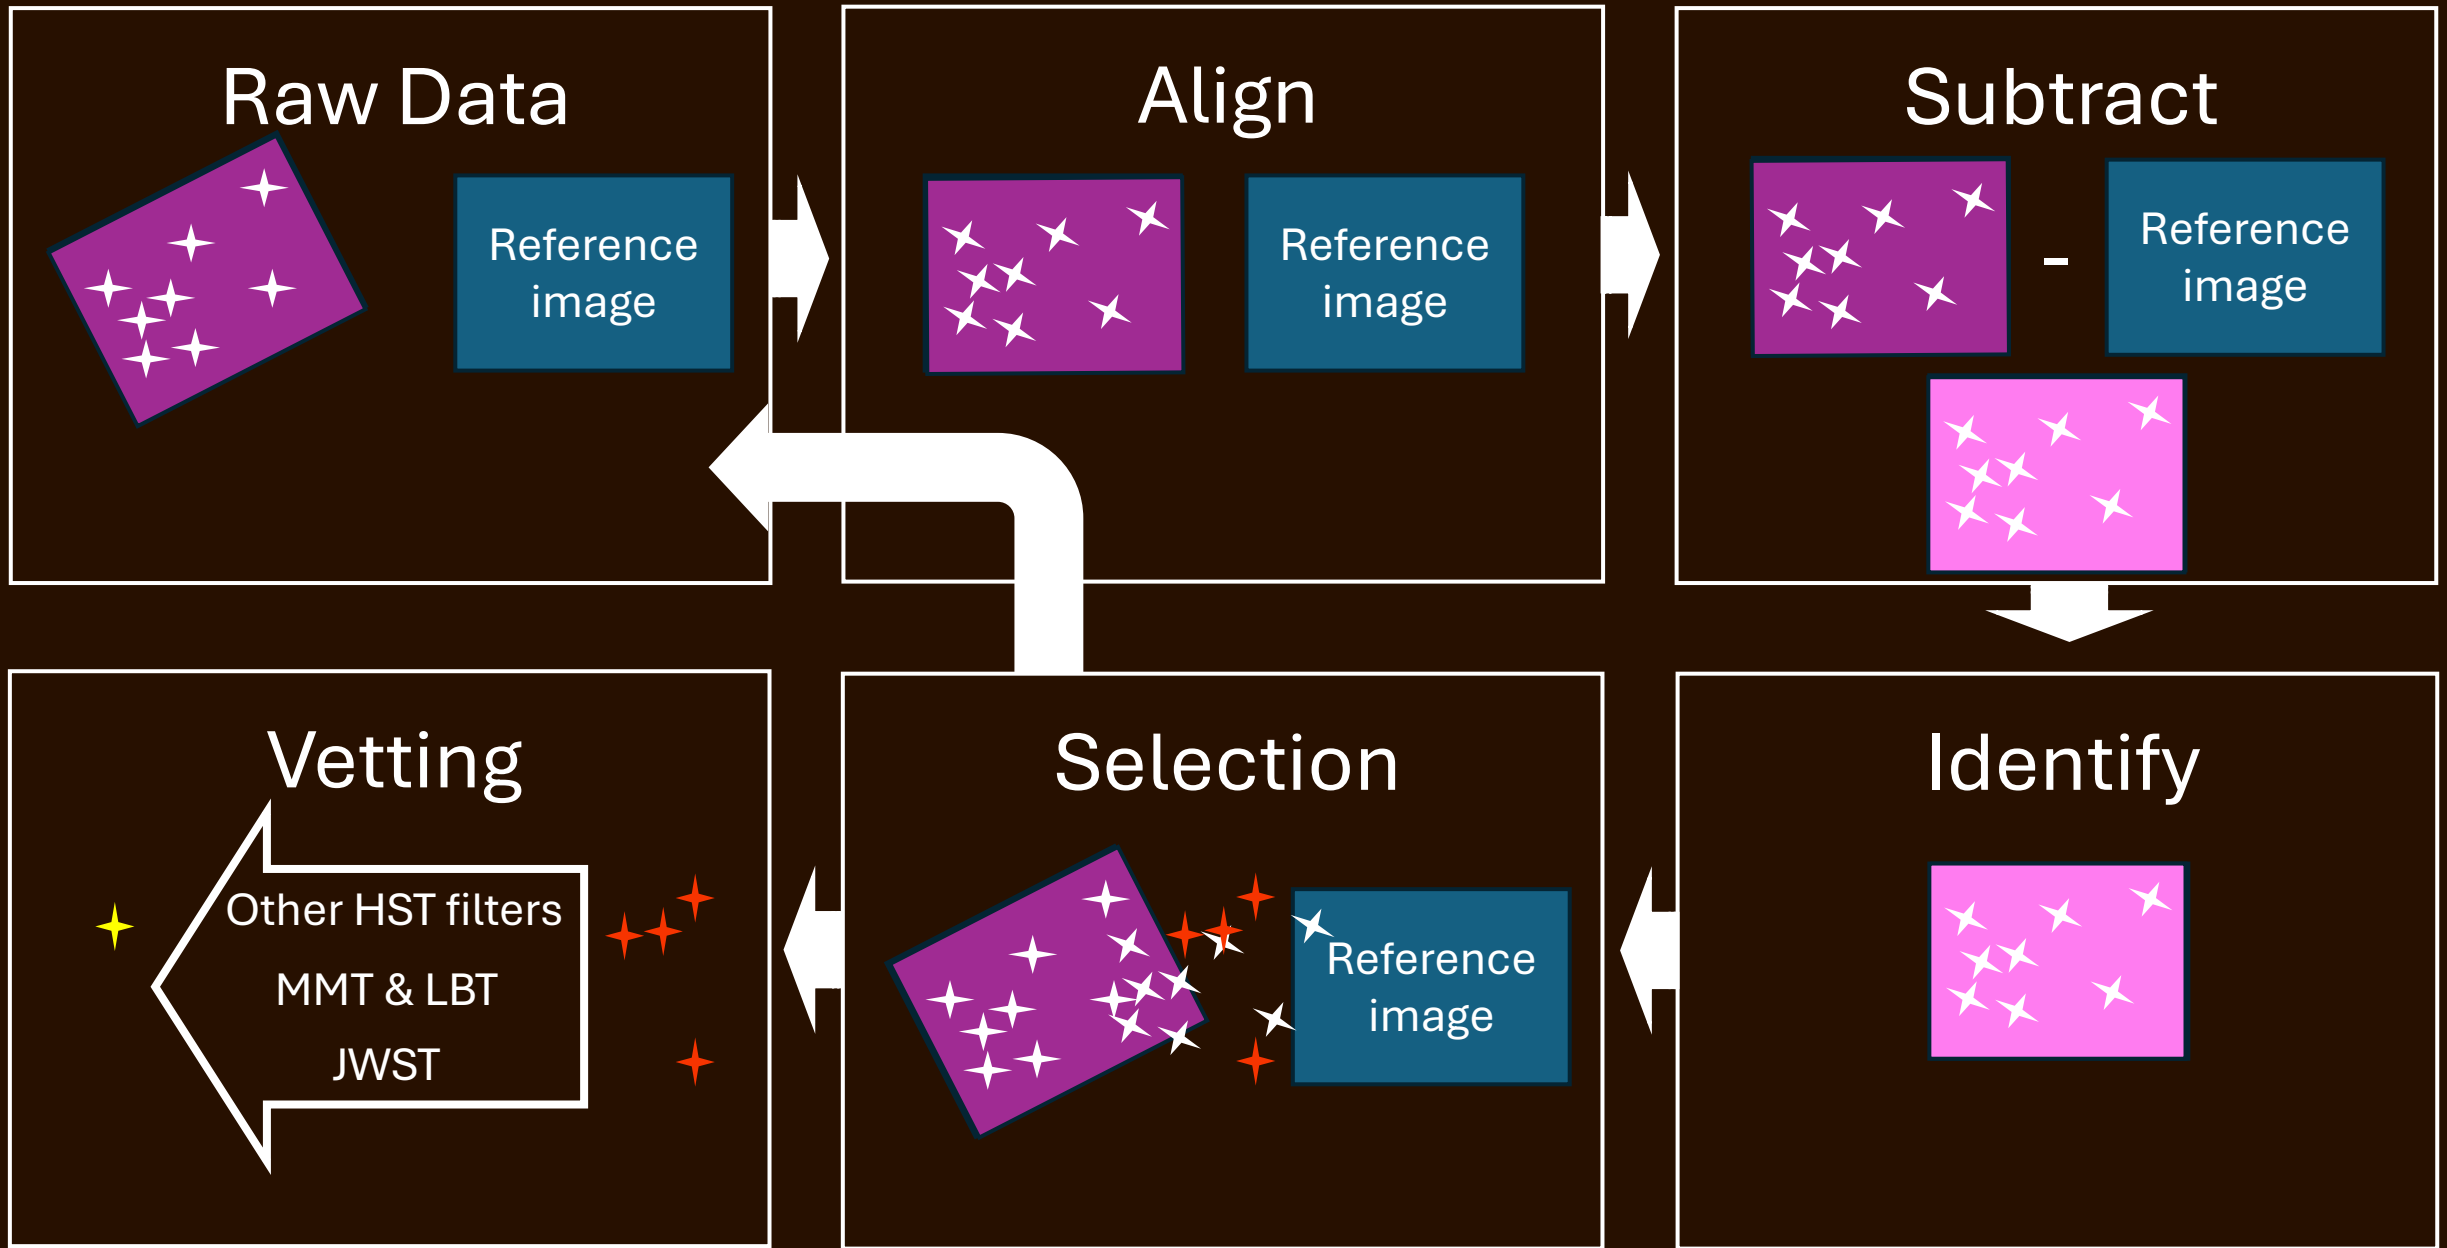 Raw Data
Reference
image
Align
Reference
image
Subtract
-
Reference
image
Vetting
Other HST filters
MMT & LBT
JWST
Selection
Reference
image
Identify